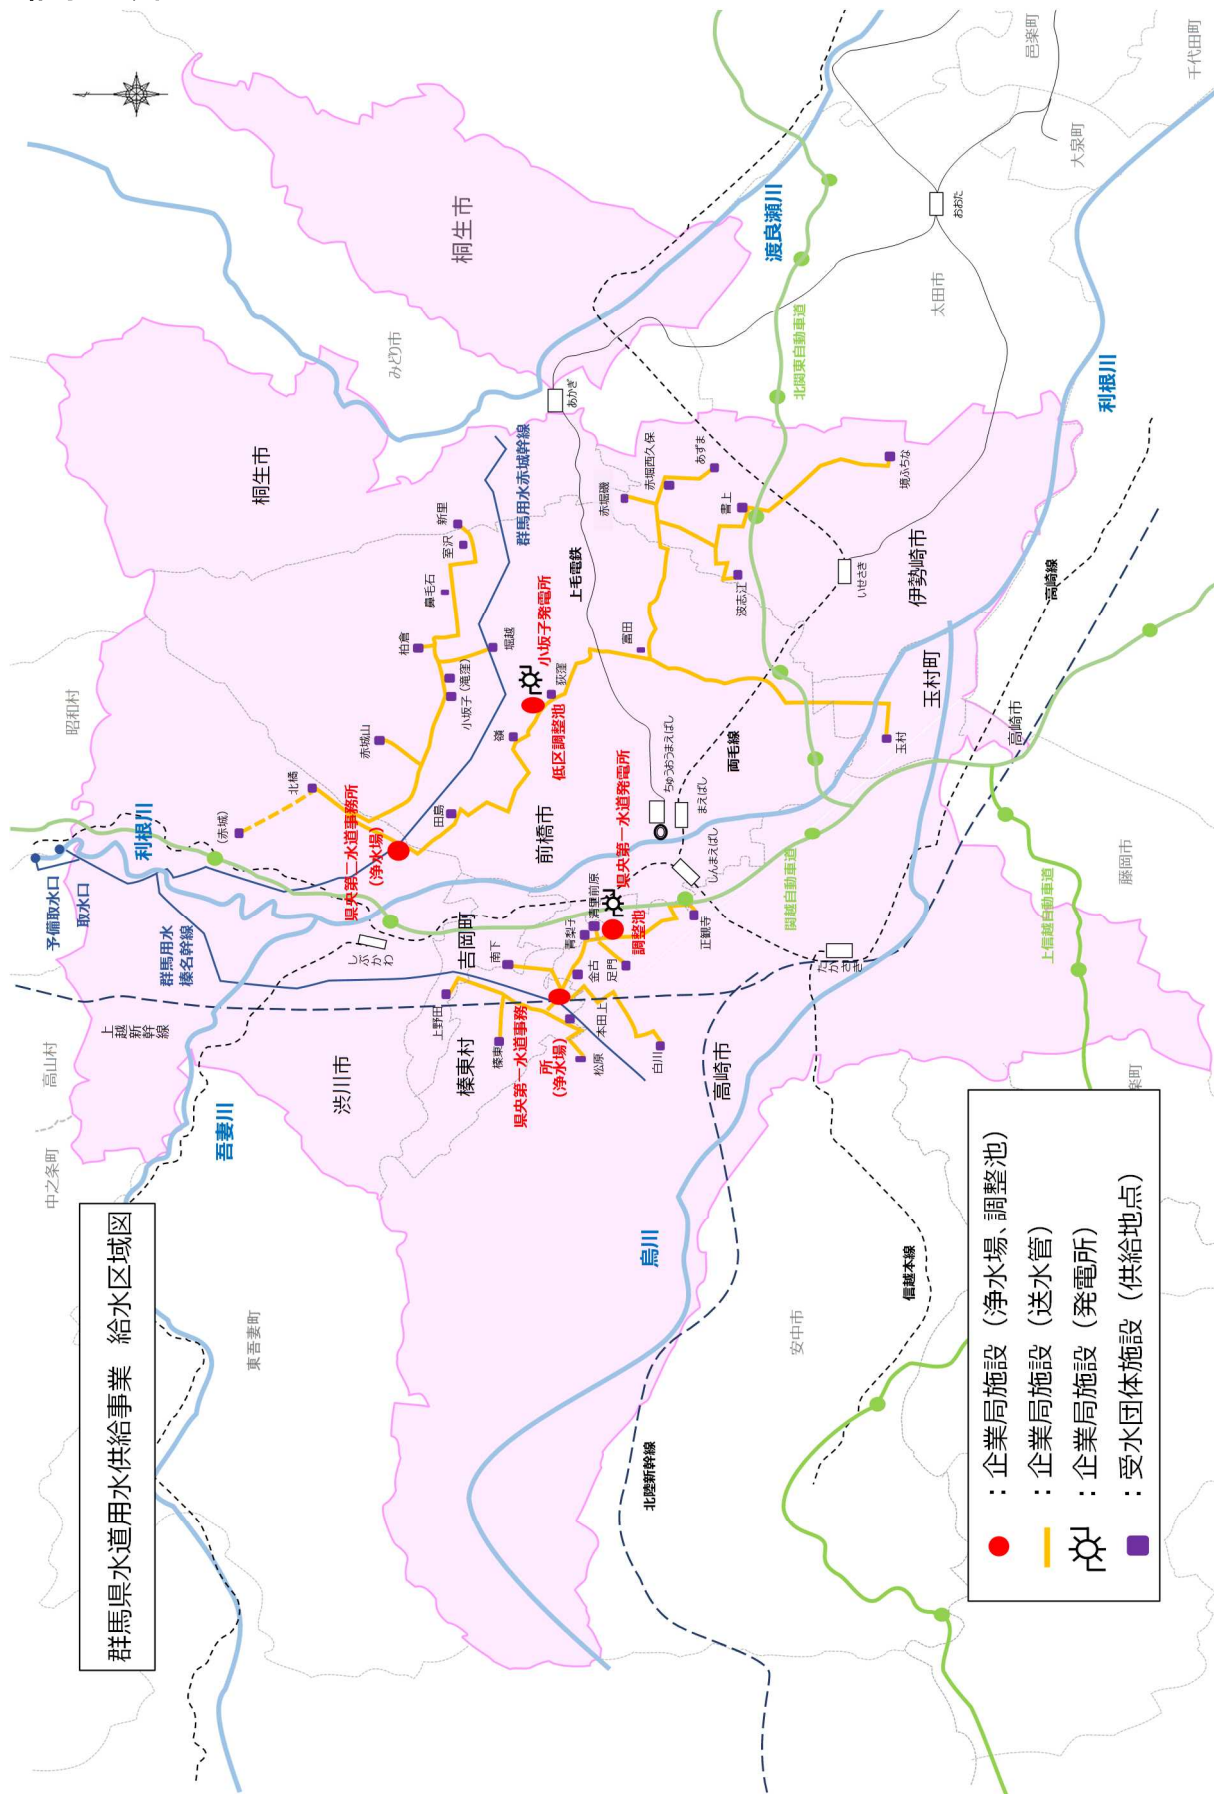 群馬県水道用水供給事業　給水区域図
中之条町
高山村
昭和村
みどり市
桐生市
桐生市
東吾妻町
吾妻川
上越新幹線
予備取水口
取水口
群馬用水
榛名幹線
利根川
(赤城)
北橘
赤城山
県央第二水道事務所
(浄水場)
田島
嶺
小坂子
(滝窪)
柏倉
鼻毛石
室沢
新里
堀越
群馬用水赤城幹線
小坂子発電所
低区調整池
荻窪
あかぎ
上毛電鉄
渡良瀬川
渋川市
しぶかわ
吉岡町
榛東村
前橋市
上野田
榛東
南下
県央第一水道事務
所
(浄水場)
松原
本田上
白川
金古
足門
青梨子
清里前原
調整池
県央第一水道発電所
正観寺
しんまえばし
まえばし
ちゅうおうまえばし
両毛線
富田
赤堀磯
赤堀西久保
あずま
書上
波志江
境ふちな
いせさき
伊勢崎市
北関東自動車道
太田市
おおた
邑楽町
千代田町
大泉町
利根川
高崎線
玉村町
玉村
高崎市
関越自動車道
たかさき
高崎市
烏川
北陸新幹線
信越本線
安中市
上信越自動車道
藤岡市
楽町
：企業局施設（浄水場、調整池）
：企業局施設（送水管）
：企業局施設（発電所）
：受水団体施設（供給地点）